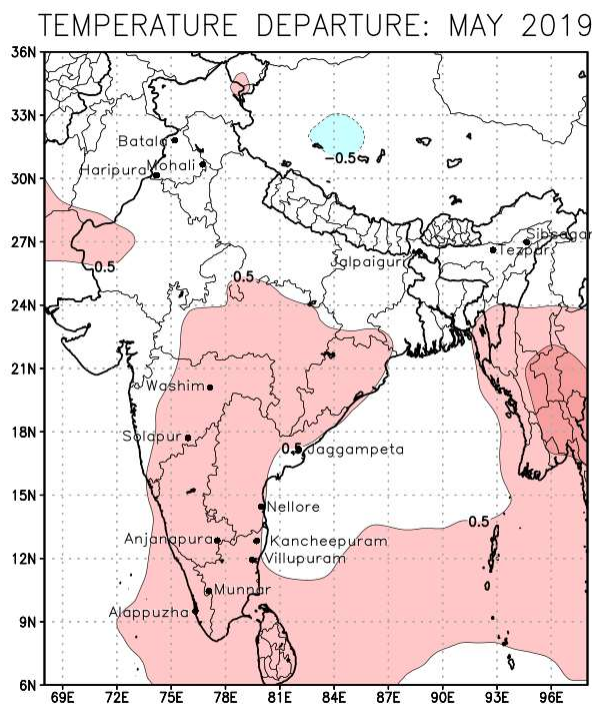 TEMPERATURE DEPARTURE: MAY 2019
36N
33N
Batala
−0.5
Mohali
Haripura
30N
Sibsagar
27N
Tezpur
Jalpaiguri
0.5
0.5
24N
21N
Washim
18N
Solapur
0.5
Jaggampeta
15N
Nellore
0.5
Anjanapura
Kancheepuram
12N
Villupuram
Munnar
9N
Alappuzha
6N
69E 72E 75E 78E 81E 84E 87E 90E 93E 96E